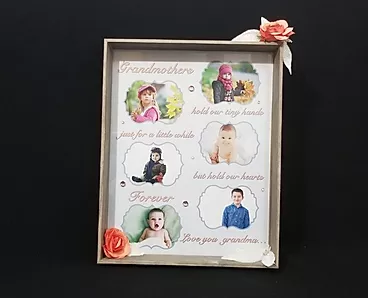 Grandmothers
hold our tiny hands
just for a little while
but hold our hearts
Forever
Love you grandma...